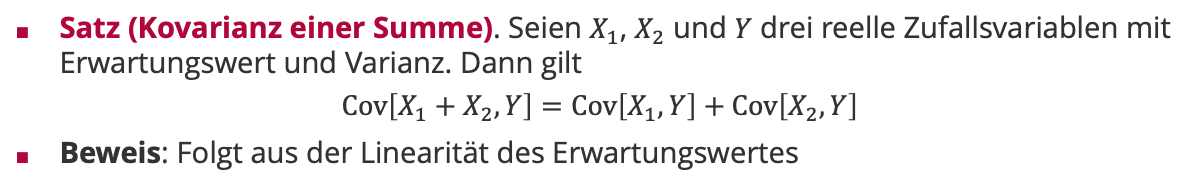 ▪ Satz (Kovarianz einer Summe). Seien X₁, X₂ und Y drei reelle Zufallsvariablen mit
Erwartungswert und Varianz. Dann gilt
Cov[X₁ + X₂, Y] = Cov[X₁, Y] + Cov[X₂, Y]
▪ Beweis: Folgt aus der Linearität des Erwartungswertes